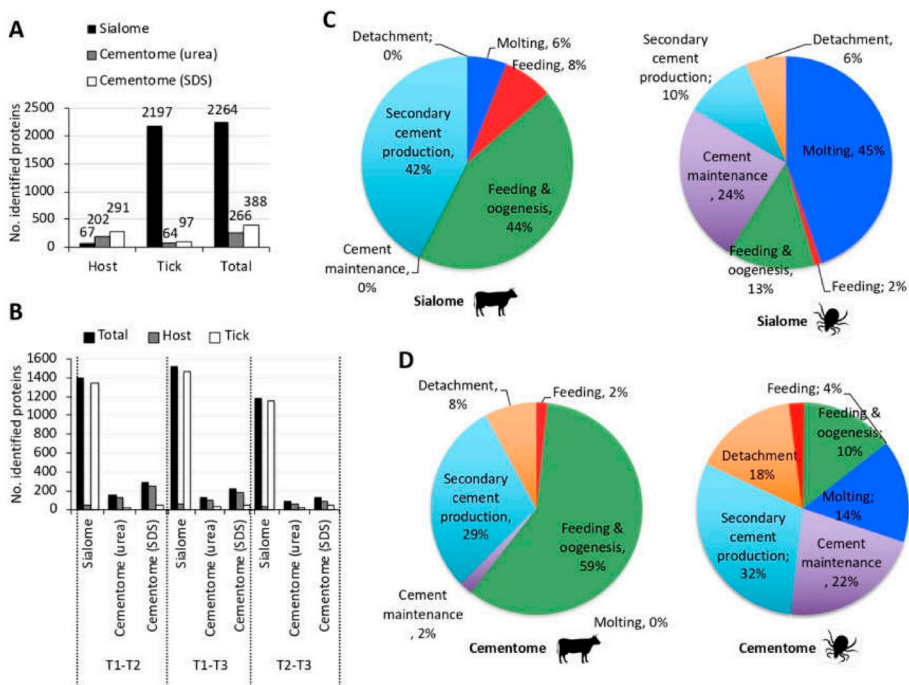 A
Sialome
Cementome (urea)
Cementome (SDS)
No. identified proteins
2500
2000
1500
1000
500
0
67
202
291
2197
64
97
2264
266
388
Host
Tick
Total
B
Total
Host
Tick
No. identified proteins
1600
1400
1200
1000
800
600
400
200
0
Sialome
Cementome (urea)
Cementome (SDS)
Sialome
Cementome (urea)
Cementome (SDS)
Sialome
Cementome (urea)
Cementome (SDS)
T1-T2
T1-T3
T2-T3
C
Detachment;
0%
Molting, 6%
Feeding, 8%
Secondary
cement
production,
42%
Feeding &
oogenesis,
44%
Cement
maintenance,
0%
Sialome
Secondary
cement
production;
10%
Detachment,
6%
Molting, 45%
Cement
maintenance
, 24%
Feeding &
oogenesis,
13%
Feeding; 2%
Sialome
D
Detachment,
8%
Feeding, 2%
Secondary
cement
production,
29%
Feeding &
oogenesis,
59%
Cement
maintenance
, 2%
Molting, 0%
Cementome
Feeding; 4%
Feeding &
oogenesis;
10%
Detachment,
18%
Molting;
14%
Secondary
cement
production;
32%
Cement
maintenance
, 22%
Cementome